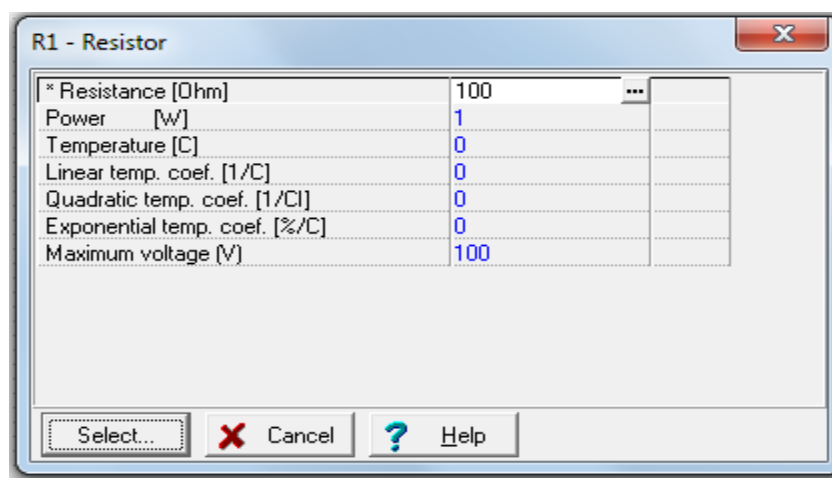 R1 - Resistor
* Resistance [Ohm] 100 ...
Power [W] 1
Temperature [C] 0
Linear temp. coef. [1/C] 0
Quadratic temp. coef. [1/CI] 0
Exponential temp. coef. [%/C] 0
Maximum voltage (V) 100
Select... Cancel ? Help